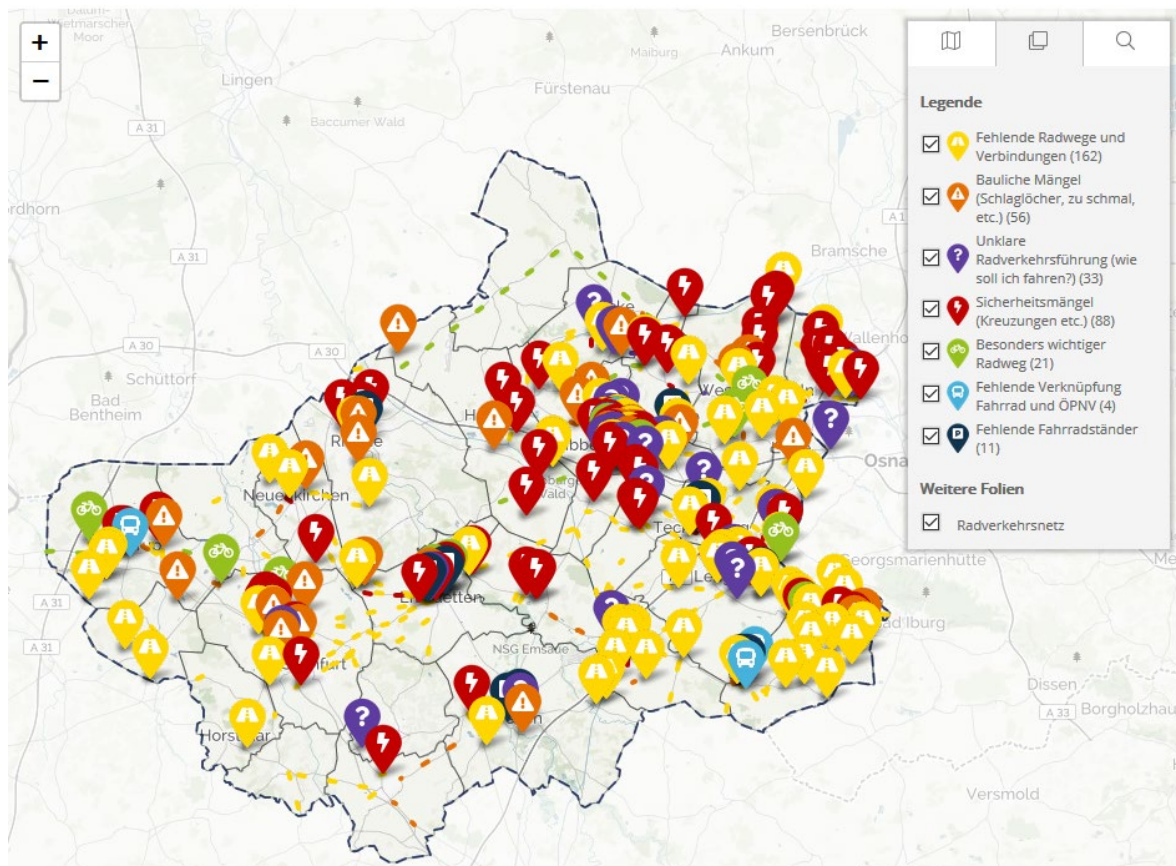 +
−
Wietmarscher
Moor
Bersenbrück
Maiburg
Ankum
Lingen
Fürstenau
A 31
Baccumer Wald
A 31
Bramsche
A 30
A 30
Schüttorf
Bad
Bentheim
Neuenkirchen
NSG Emsaue
Bad Iburg
Georgsmarienhütte
A 31
Dissen
A 33
Borgholzhau
Versmold
Legende
Fehlende Radwege und
Verbindungen (162)
Bauliche Mängel
(Schlaglöcher, zu schmal,
etc.) (56)
Unklare
Radverkehrsführung (wie
soll ich fahren?) (33)
Sicherheitsmängel
(Kreuzungen etc.) (88)
Besonders wichtiger
Radweg (21)
Fehlende Verknüpfung
Fahrrad und ÖPNV (4)
Fehlende Fahrradständer
(11)
Weitere Folien
Radverkehrsnetz